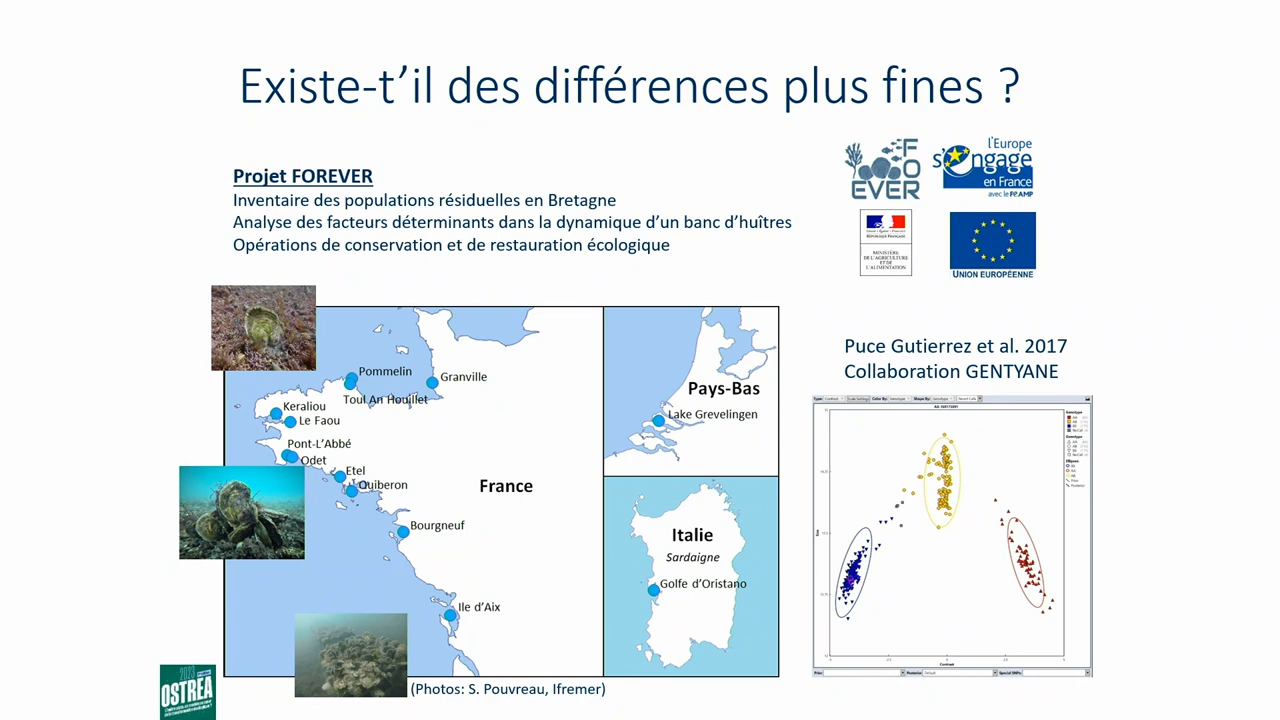 Existe-t’il des différences plus fines ?
Projet FOREVER
Inventaire des populations résiduelles en Bretagne
Analyse des facteurs déterminants dans la dynamique d’un banc d’huîtres
Opérations de conservation et de restauration écologique
FOREVER
l'Europe
s'engage
en France
avec le FEAMP
RÉPUBLIQUE FRANÇAISE
MINISTÈRE
DE L'AGRICULTURE
ET DE
L'ALIMENTATION
UNION EUROPÉENNE
Pommelin
Toul An Houillet
Granville
Keraliou
Le Faou
Pont-L’Abbé
Odet
Etel
Quiberon
Bourgneuf
Ile d’Aix
France
Pays-Bas
Lake Grevelingen
Italie
Sardaigne
Golfe d’Oristano
Puce Gutierrez et al. 2017
Collaboration GENTYANE
Contrast
(Photos: S. Pouvreau, Ifremer)
2023
OSTREA